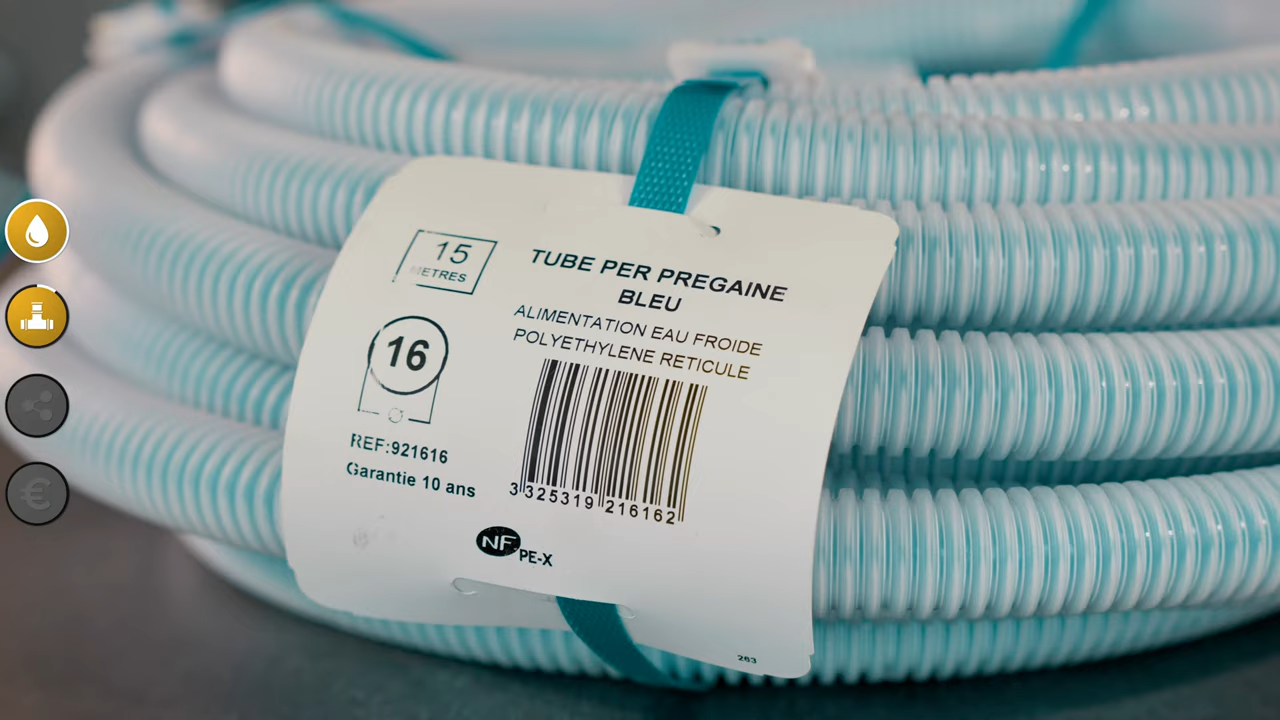 15
METRES
16
REF:921616
Garantie 10 ans
TUBE PER PREGAINE
BLEU
ALIMENTATION EAU FROIDE
POLYETHYLENE RETICULE
3 325319 216162
NF
PE-X
263
€